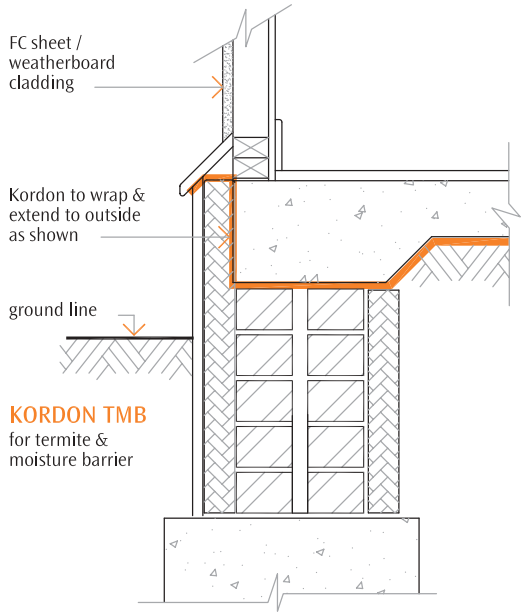 FC sheet /
weatherboard
cladding
Kordon to wrap &
extend to outside
as shown
ground line
KORDON TMB
for termite &
moisture barrier